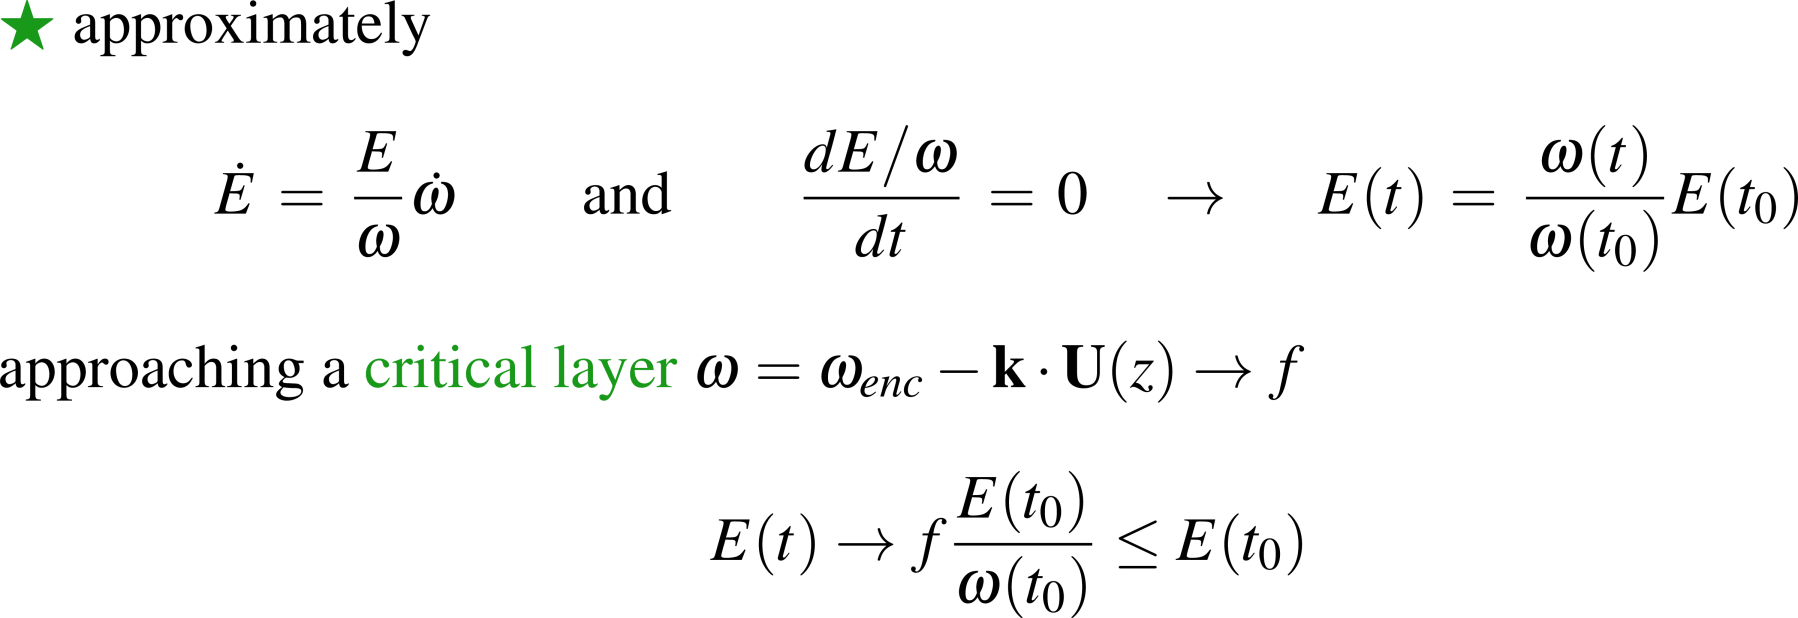 ★ approximately
Ė = E/ω ω̇ and dE/ω / dt = 0 → E(t) = ω(t)/ω(t₀) E(t₀)
approaching a critical layer ω = ω_enc − k · U(z) → f
E(t) → f E(t₀)/ω(t₀) ≤ E(t₀)